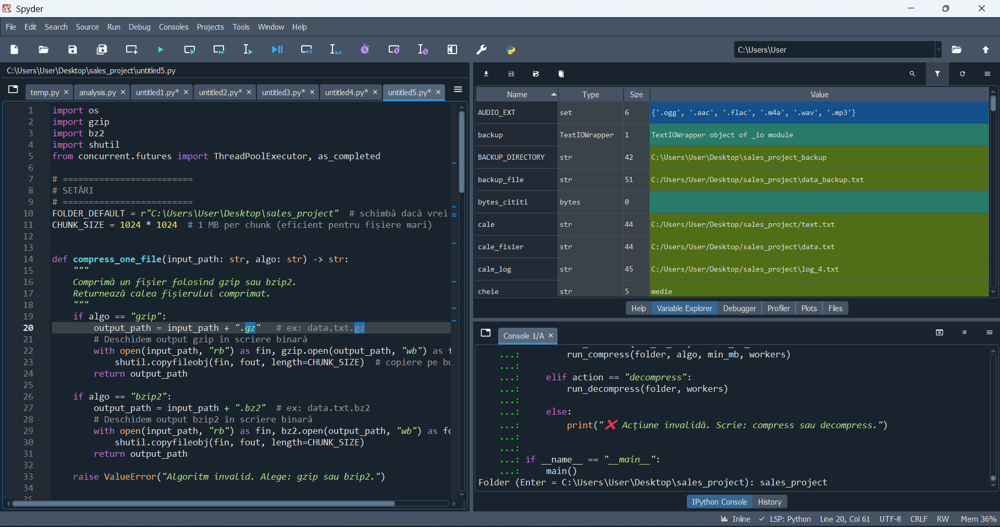 Spyder
File Edit Search Source Run Debug Consoles Projects Tools Window Help
C:\Users\User
C:\Users\User\Desktop\sales_project\untitled5.py
temp.py analysis.py untitled1.py* untitled2.py* untitled3.py* untitled4.py* untitled5.py*
1 import os
2 import gzip
3 import bz2
4 import shutil
5 from concurrent.futures import ThreadPoolExecutor, as_completed
6
7 # =========================
8 # SETĂRI
9 # =========================
10 FOLDER_DEFAULT = r"C:\Users\User\Desktop\sales_project" # schimbă dacă vrei
11 CHUNK_SIZE = 1024 * 1024 # 1 MB per chunk (eficient pentru fișiere mari)
12
13
14 def compress_one_file(input_path: str, algo: str) -> str:
15 """
16 Comprimă un fișier folosind gzip sau bzip2.
17 Returnează calea fișierului comprimat.
18 """
19 if algo == "gzip":
20 output_path = input_path + ".gz" # ex: data.txt.gz
21 # Deschidem output gzip în scriere binară
22 with open(input_path, "rb") as fin, gzip.open(output_path, "wb") as f
23 shutil.copyfileobj(fin, fout, length=CHUNK_SIZE) # copiere pe bu
24 return output_path
25
26 if algo == "bzip2":
27 output_path = input_path + ".bz2" # ex: data.txt.bz2
28 # Deschidem output bzip2 în scriere binară
29 with open(input_path, "rb") as fin, bz2.open(output_path, "wb") as fo
30 shutil.copyfileobj(fin, fout, length=CHUNK_SIZE)
31 return output_path
32
33 raise ValueError("Algoritm invalid. Alege: gzip sau bzip2.")
34
35
Name Type Size Value
AUDIO_EXT set 6 {'.ogg', '.aac', '.flac', '.m4a', '.wav', '.mp3'}
backup TextIOWrapper 1 TextIOWrapper object of _io module
BACKUP_DIRECTORY str 42 C:\Users\User\Desktop\sales_project_backup
backup_file str 51 C:/Users/User/Desktop/sales_project\data_backup.txt
bytes_cititi bytes 0
cale str 44 C:/Users/User/Desktop/sales_project/text.txt
cale_fisier str 44 C:/Users/User/Desktop/sales_project\data.txt
cale_log str 45 C:/Users/User/Desktop/sales_project\log_4.txt
cheie str 5 medie
Help Variable Explorer Debugger Profiler Plots Files
Console 1/A
...: run_compress(folder, algo, min_mb, workers)
...:
...: elif action == "decompress":
...: run_decompress(folder, workers)
...:
...: else:
...: print("❌ Acțiune invalidă. Scrie: compress sau decompress.")
...:
...:
...: if __name__ == "__main__":
...: main()
Folder (Enter = C:\Users\User\Desktop\sales_project): sales_project
IPython Console History
Inline LSP: Python Line 20, Col 61 UTF-8 CRLF RW Mem 36%